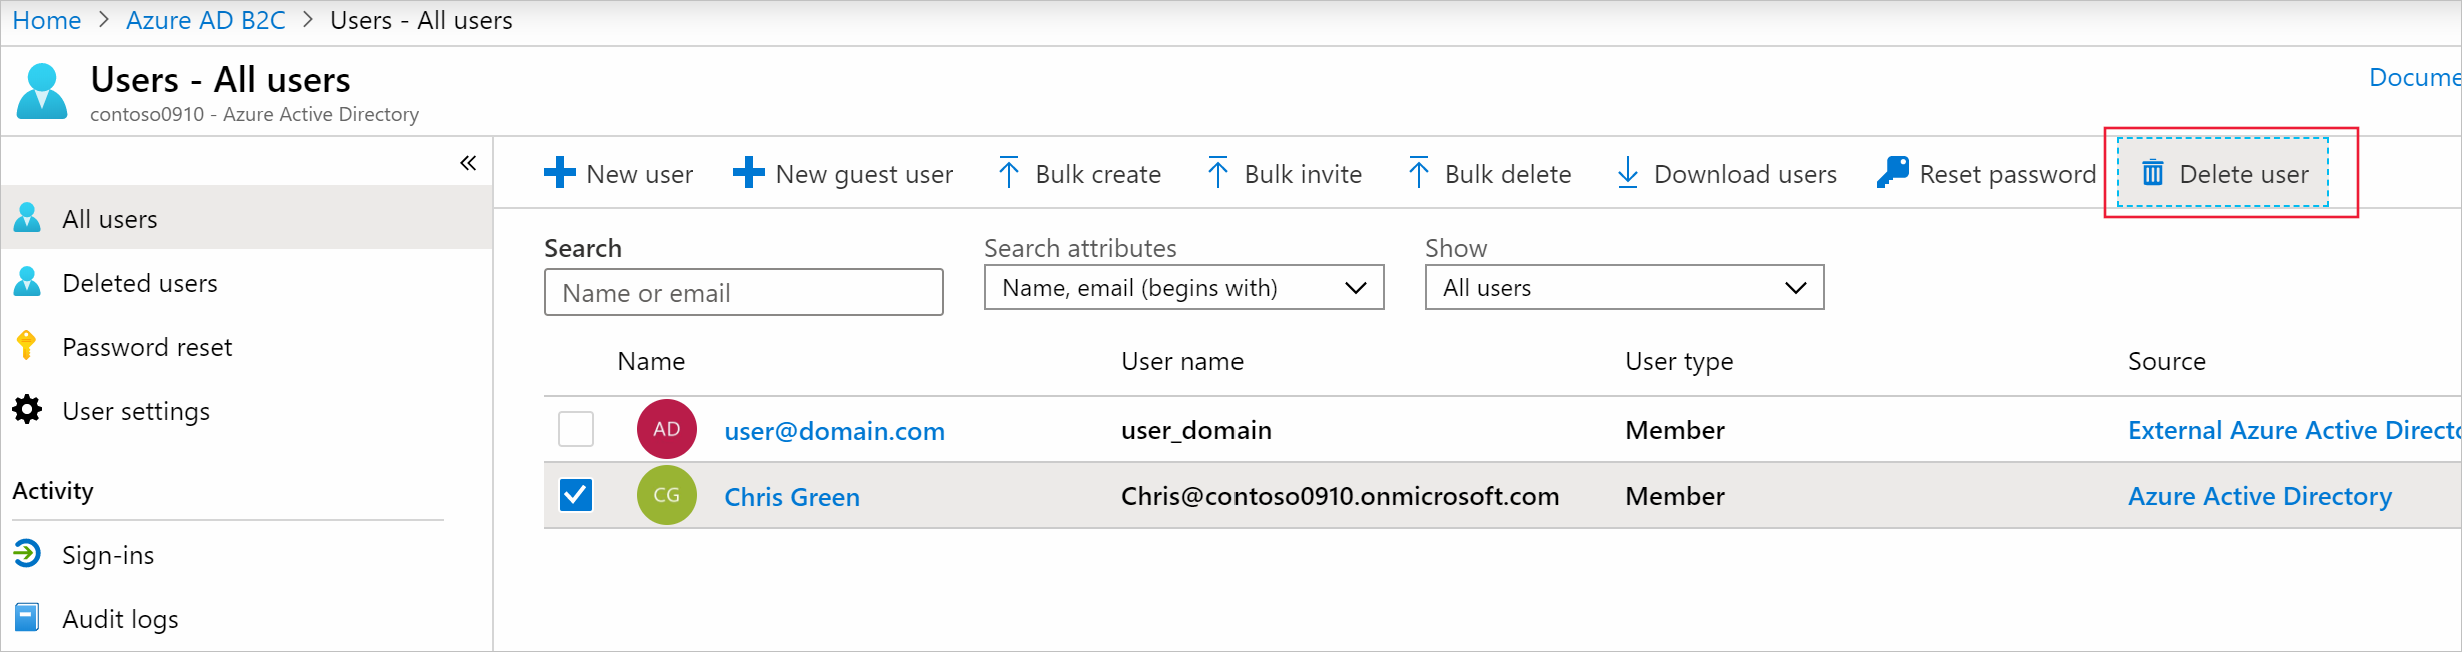 Home > Azure AD B2C > Users - All users
Users - All users
contoso0910 - Azure Active Directory
Docume
«
New user
New guest user
Bulk create
Bulk invite
Bulk delete
Download users
Reset password
Delete user
All users
Deleted users
Password reset
User settings
Activity
Sign-ins
Audit logs
Search
Name or email
Search attributes
Name, email (begins with)
Show
All users
Name User name User type Source
AD user@domain.com user_domain Member External Azure Active Directo
CG Chris Green Chris@contoso0910.onmicrosoft.com Member Azure Active Directory